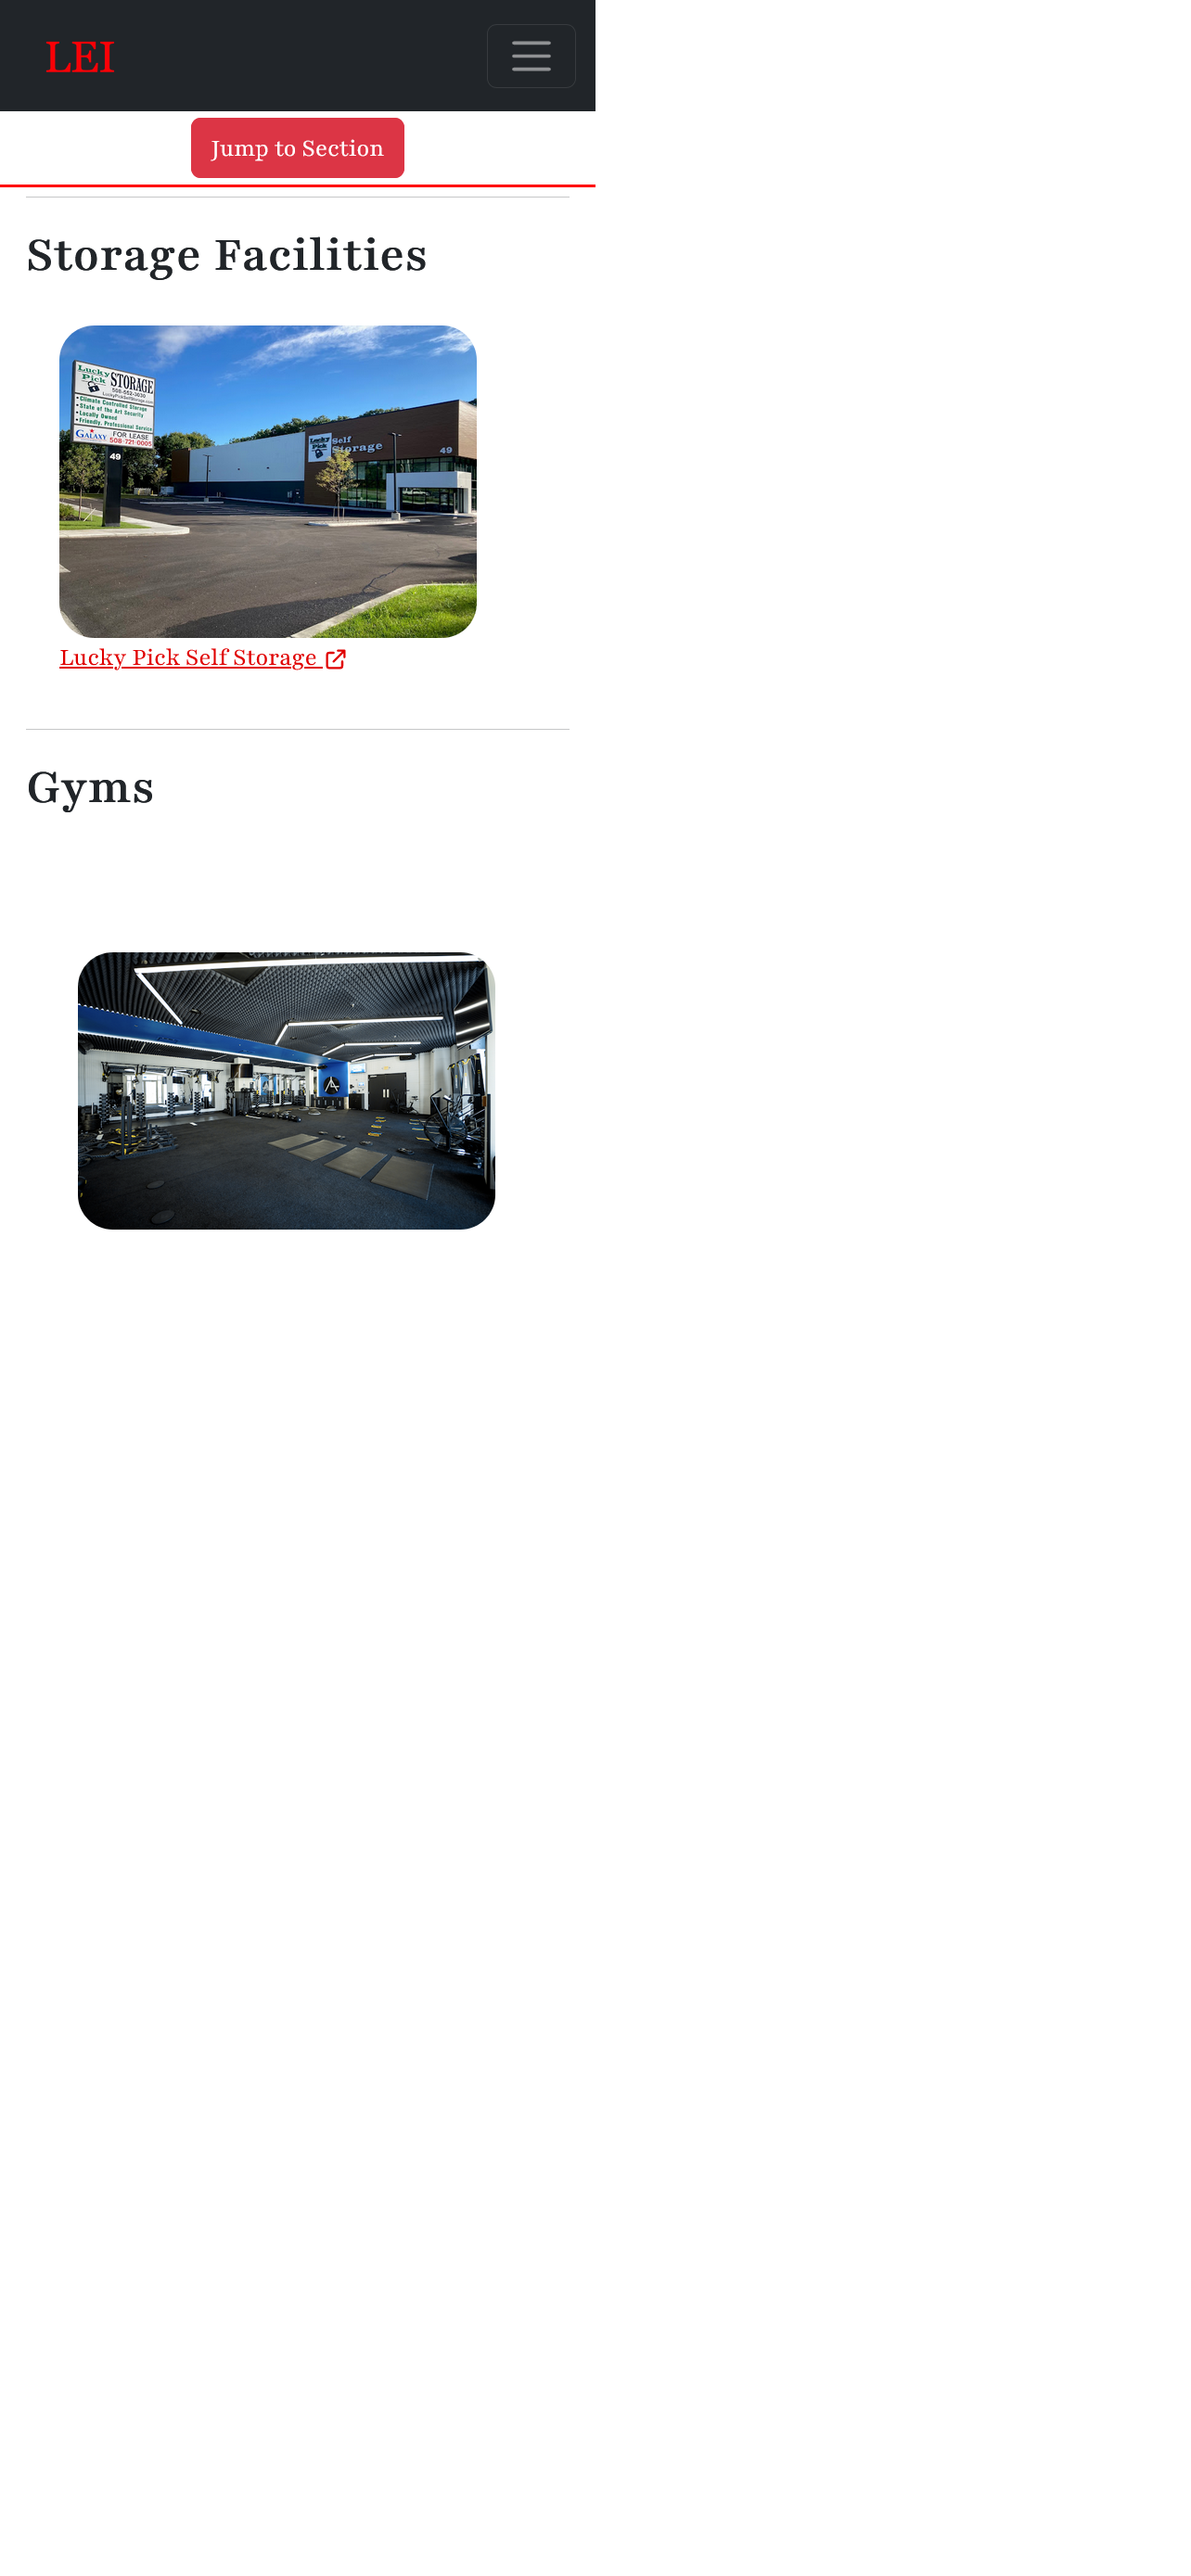 LEI
Jump to Section
Storage Facilities
Lucky Pick STORAGE
508-552-3630
LuckyPickSelfStorage.com
• Climate Controlled Storage
• State of the Art Security
• Locally Owned
• Friendly, Professional Service
GALAXY FOR LEASE
508-721-0005
49
Lucky Pick Self Storage
49
Lucky Pick Self Storage
Gyms